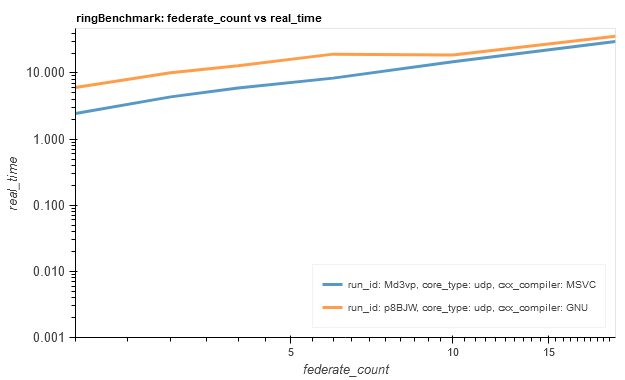 ringBenchmark: federate_count vs real_time
real_time
10.000
1.000
0.100
0.010
0.001
run_id: Md3vp, core_type: udp, cxx_compiler: MSVC
run_id: p8BJW, core_type: udp, cxx_compiler: GNU
5
10
15
federate_count